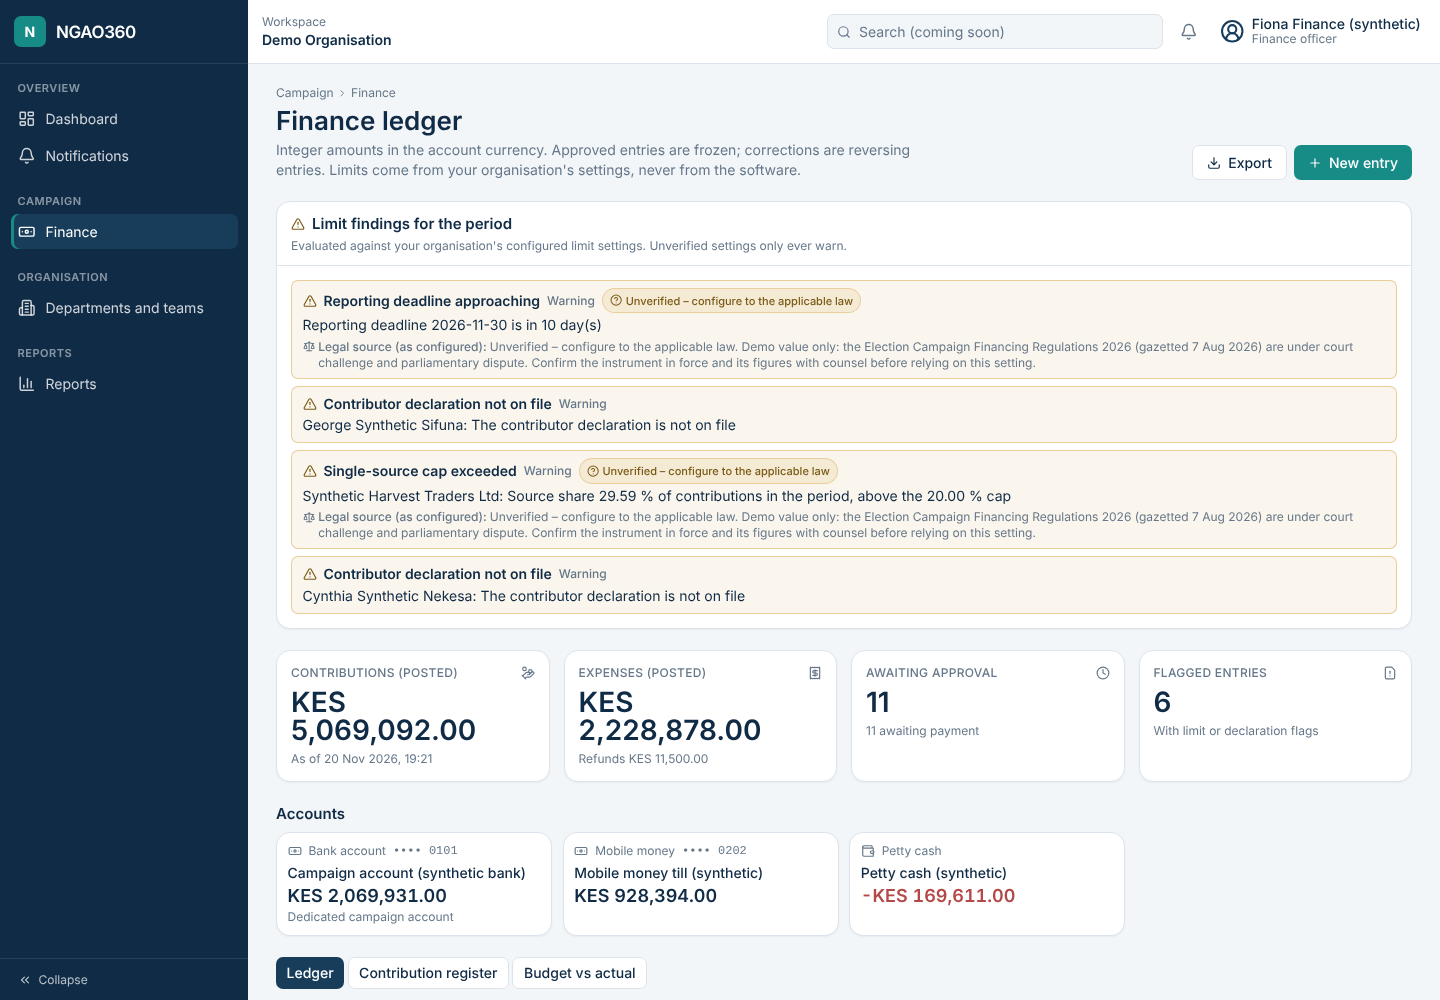 N NGAO360
OVERVIEW
Dashboard
Notifications
CAMPAIGN
Finance
ORGANISATION
Departments and teams
REPORTS
Reports
Collapse
Workspace
Demo Organisation
Search (coming soon)
Fiona Finance (synthetic)
Finance officer
Campaign › Finance
Finance ledger
Integer amounts in the account currency. Approved entries are frozen; corrections are reversing
entries. Limits come from your organisation's settings, never from the software.
Export
New entry
Limit findings for the period
Evaluated against your organisation's configured limit settings. Unverified settings only ever warn.
Reporting deadline approaching Warning Unverified – configure to the applicable law
Reporting deadline 2026-11-30 is in 10 day(s)
Legal source (as configured): Unverified – configure to the applicable law. Demo value only: the Election Campaign Financing Regulations 2026 (gazetted 7 Aug 2026) are under court
challenge and parliamentary dispute. Confirm the instrument in force and its figures with counsel before relying on this setting.
Contributor declaration not on file Warning
George Synthetic Sifuna: The contributor declaration is not on file
Single-source cap exceeded Warning Unverified – configure to the applicable law
Synthetic Harvest Traders Ltd: Source share 29.59 % of contributions in the period, above the 20.00 % cap
Legal source (as configured): Unverified – configure to the applicable law. Demo value only: the Election Campaign Financing Regulations 2026 (gazetted 7 Aug 2026) are under court
challenge and parliamentary dispute. Confirm the instrument in force and its figures with counsel before relying on this setting.
Contributor declaration not on file Warning
Cynthia Synthetic Nekesa: The contributor declaration is not on file
CONTRIBUTIONS (POSTED)
KES
5,069,092.00
As of 20 Nov 2026, 19:21
EXPENSES (POSTED)
KES
2,228,878.00
Refunds KES 11,500.00
AWAITING APPROVAL
11
11 awaiting payment
FLAGGED ENTRIES
6
With limit or declaration flags
Accounts
Bank account •••• 0101
Campaign account (synthetic bank)
KES 2,069,931.00
Dedicated campaign account
Mobile money •••• 0202
Mobile money till (synthetic)
KES 928,394.00
Petty cash
Petty cash (synthetic)
-KES 169,611.00
Ledger
Contribution register
Budget vs actual